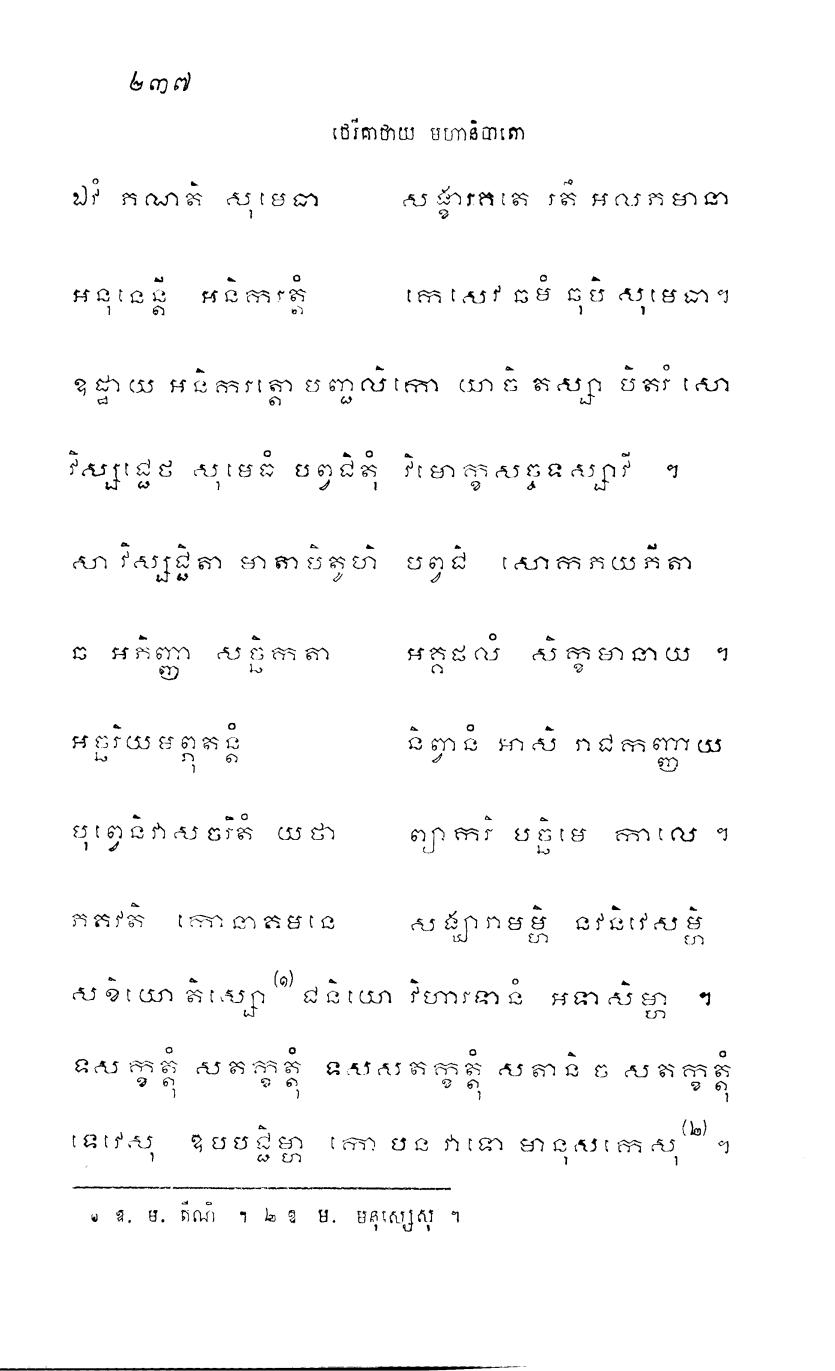 ២៣៧
ថេរីគាថាយ មហានិបាតោ
ឯវំ ភណតិ សុមេធា សង្ខារគតេ រតឹ អលភមានា
អនុនេន្តី អនិករត្តំ កេសេវ ឆមំ ឆុបិ សុមេធា។
ឧដ្ឋាយ អនិករត្តោ បញ្ជលិកោ យាចិ តស្សា បិតរំ សោ
វិស្សជ្ជេថ សុមេធំ បព្វជិតុំ វិមោក្ខសច្ចទស្សាវី ។
សា វិស្សជ្ជិតា មាតាបិតូហិ បព្វជិ សោកភយភីតា
ឆ អភិញ្ញា សច្ឆិកតា អគ្គផលំ សិក្ខមានាយ ។
អច្ឆរិយមព្ភុតន្តំ និព្វានំ អាសិ រាជកញ្ញាយ
បុព្វេនិវាសចរិតំ យថា ព្យាករិ បច្ឆិមេ កាលេ ។
ភគវតិ កោនាគមនេ សង្ឃារាមម្ហិ នវនិវេសម្ហិ
សខិយោ តិស្សោ(១) ជនិយោ វិហារទានំ អទាសិម្ហា ។
ទសក្ខត្តុំ សតក្ខត្តុំ ទសសតក្ខត្តុំ សតានិ ច សតក្ខត្តុំ
ទេវេសុ ឧបបជ្ជិម្ហា កោ បន វាទោ មានុសកេសុ(២) ។
១ ឱ. ម. តីណិ ។ ២ ឱ ម. មនុស្សេសុ ។